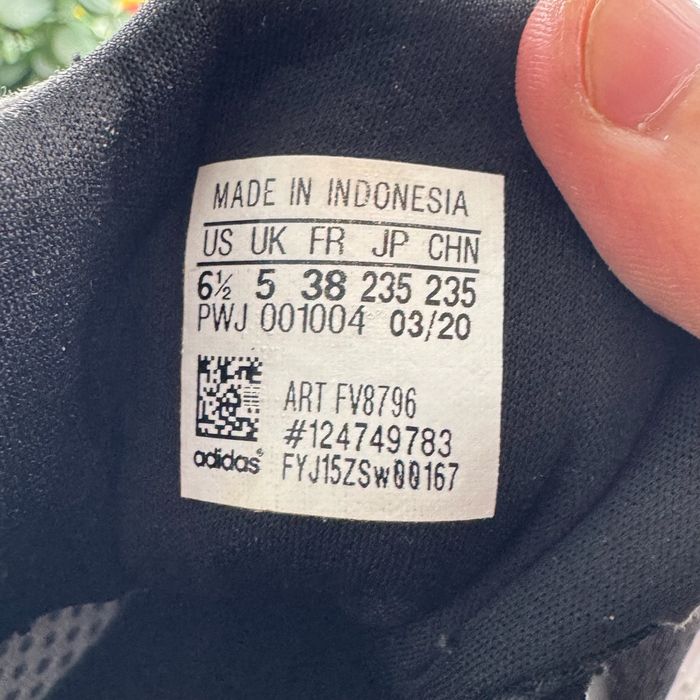 MADE IN INDONESIA
US UK FR JP CHN
6½ 5 38 235 235
PWJ 001004 03/20
ART FV8796
#124749783
adidas® FYJ15ZSW00167